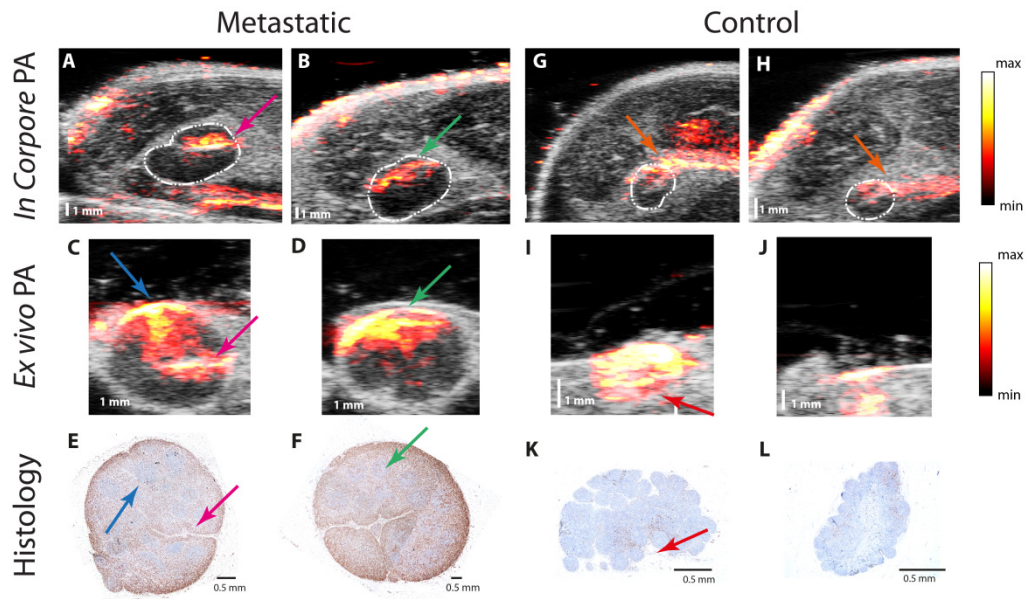 Metastatic
Control
In Corpore PA
A
B
G
H
1 mm
1 mm
1 mm
1 mm
max
min
Ex vivo PA
C
D
I
J
1 mm
1 mm
1 mm
1 mm
max
min
Histology
E
F
K
L
0.5 mm
0.5 mm
0.5 mm
0.5 mm